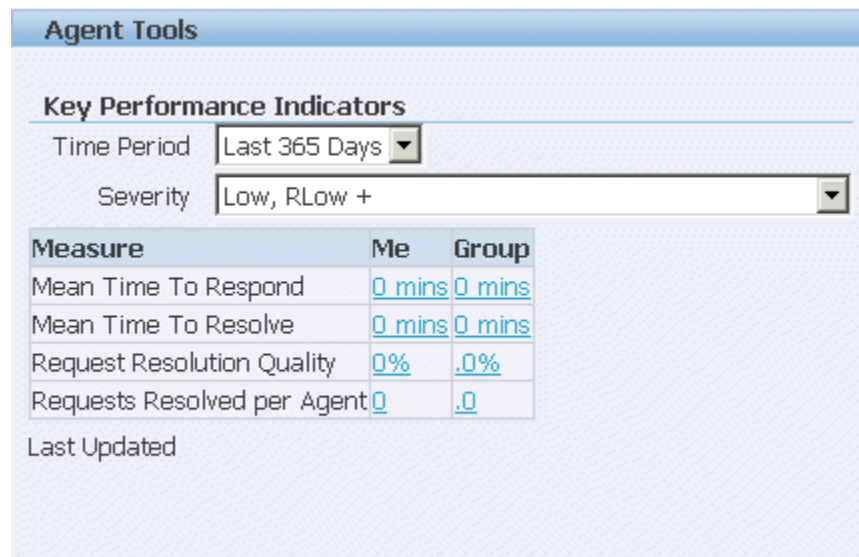 Agent Tools
Key Performance Indicators
Time Period Last 365 Days
Severity Low, RLow +
Measure Me Group
Mean Time To Respond 0 mins 0 mins
Mean Time To Resolve 0 mins 0 mins
Request Resolution Quality 0% .0%
Requests Resolved per Agent 0 .0
Last Updated